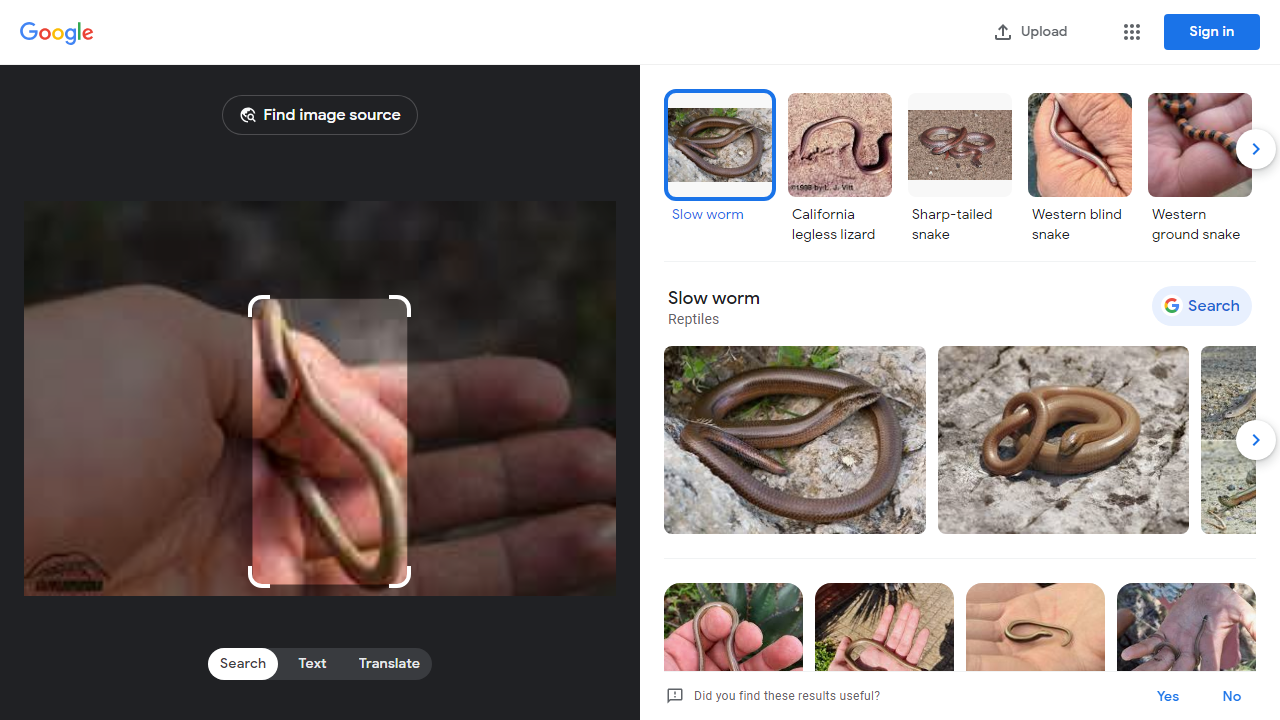 Google
Upload
Sign in
Find image source
Search
Text
Translate
©1998 by L. J. Vitt
Slow worm
California
legless lizard
Sharp-tailed
snake
Western blind
snake
Western
ground snake
Slow worm
Reptiles
Search
Did you find these results useful?
Yes
No